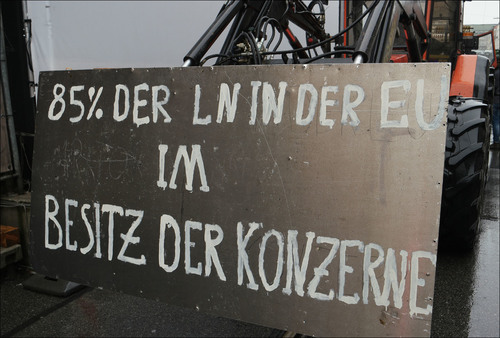 85% DER LN IN DER EU
IM
BESITZ DER KONZERNE